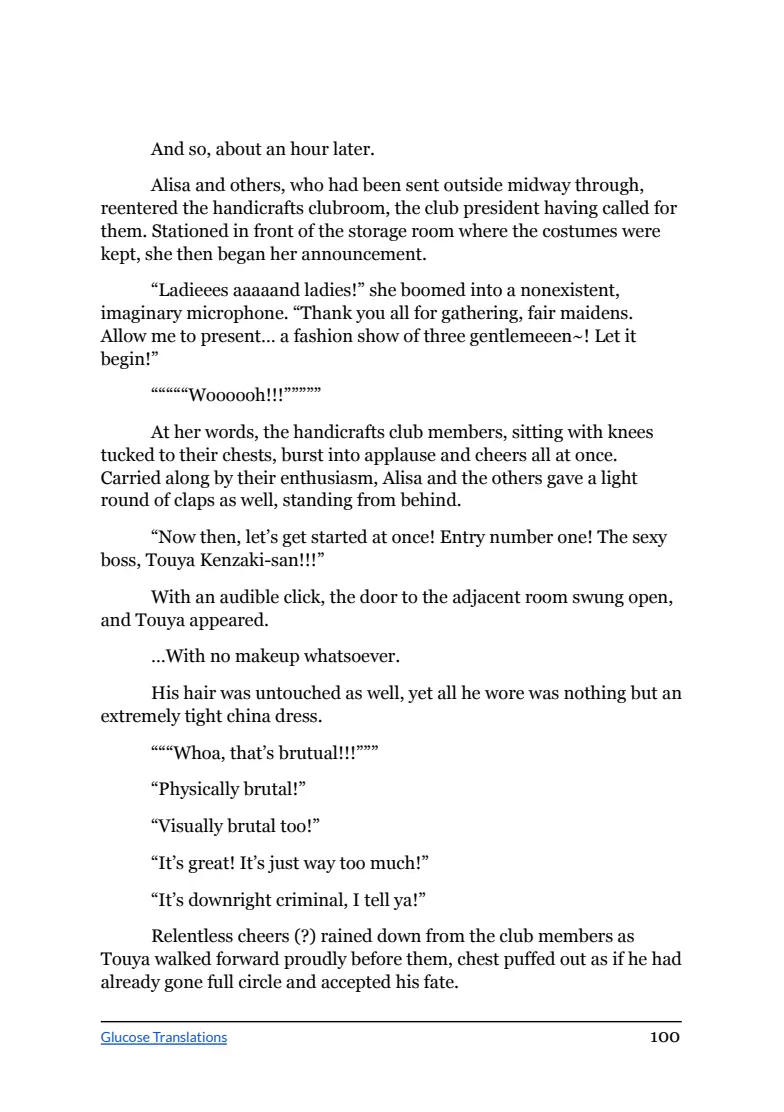 And so, about an hour later.
Alisa and others, who had been sent outside midway through,
reentered the handicrafts clubroom, the club president having called for
them. Stationed in front of the storage room where the costumes were
kept, she then began her announcement.
“Ladieees aaaaand ladies!” she boomed into a nonexistent,
imaginary microphone. “Thank you all for gathering, fair maidens.
Allow me to present... a fashion show of three gentlemeeen~! Let it
begin!”
“““““Woooooh!!!”””””
At her words, the handicrafts club members, sitting with knees
tucked to their chests, burst into applause and cheers all at once.
Carried along by their enthusiasm, Alisa and the others gave a light
round of claps as well, standing from behind.
“Now then, let’s get started at once! Entry number one! The sexy
boss, Touya Kenzaki-san!!!”
With an audible click, the door to the adjacent room swung open,
and Touya appeared.
...With no makeup whatsoever.
His hair was untouched as well, yet all he wore was nothing but an
extremely tight china dress.
“““Whoa, that’s brutual!!!”””
“Physically brutal!”
“Visually brutal too!”
“It’s great! It’s just way too much!”
“It’s downright criminal, I tell ya!”
Relentless cheers (?) rained down from the club members as
Touya walked forward proudly before them, chest puffed out as if he had
already gone full circle and accepted his fate.
Glucose Translations 100